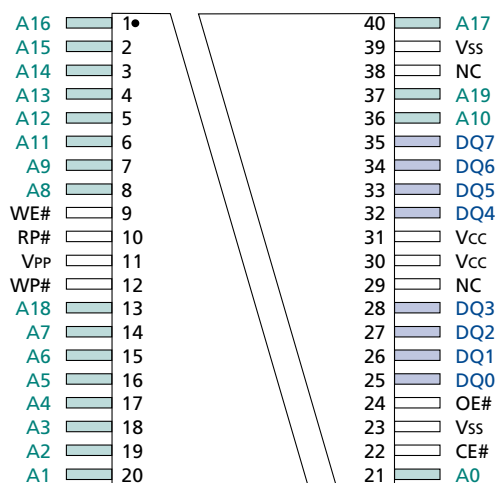 A16 1 40 A17
A15 2 39 Vss
A14 3 38 NC
A13 4 37 A19
A12 5 36 A10
A11 6 35 DQ7
A9 7 34 DQ6
A8 8 33 DQ5
WE# 9 32 DQ4
RP# 10 31 VCC
VPP 11 30 VCC
WP# 12 29 NC
A18 13 28 DQ3
A7 14 27 DQ2
A6 15 26 DQ1
A5 16 25 DQ0
A4 17 24 OE#
A3 18 23 Vss
A2 19 22 CE#
A1 20 21 A0